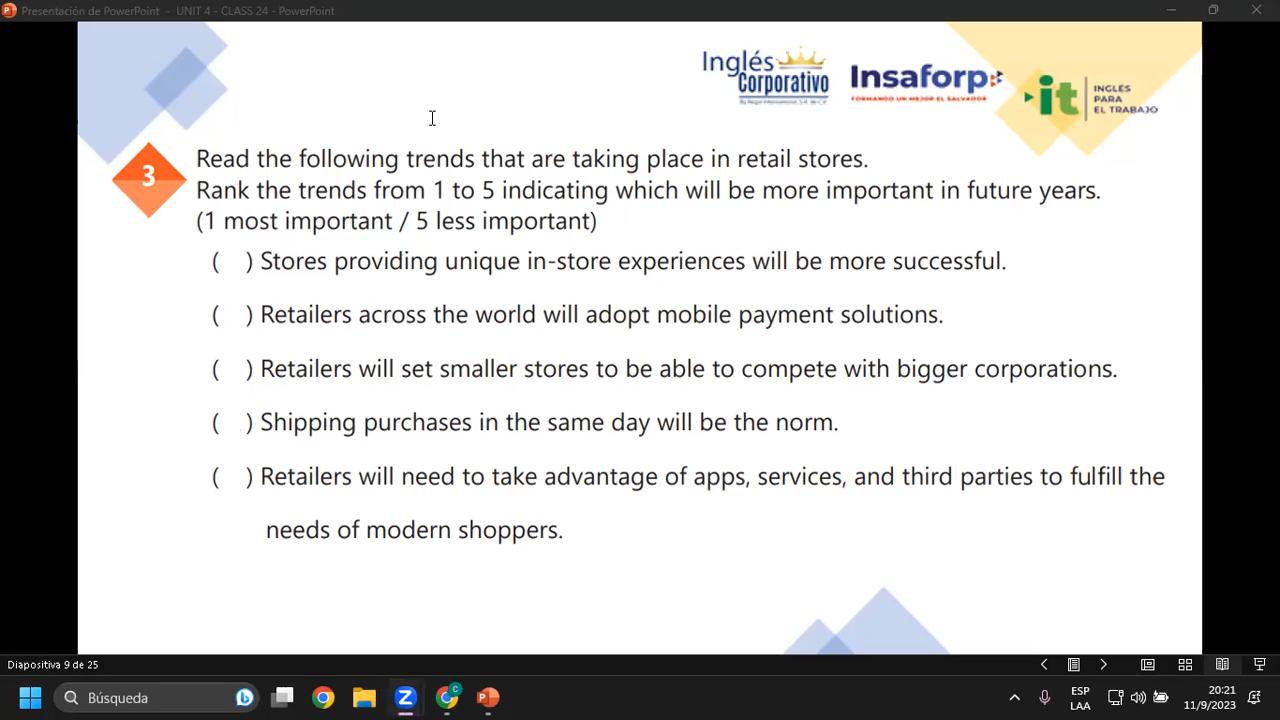 Presentación de PowerPoint - UNIT 4 - CLASS 24 - PowerPoint
Inglés Corporativo
By Regal International, S.A. de C.V.
Insaforp
FORMANDO UN MEJOR EL SALVADOR
it INGLÉS PARA EL TRABAJO
3
Read the following trends that are taking place in retail stores.
Rank the trends from 1 to 5 indicating which will be more important in future years.
(1 most important / 5 less important)
( ) Stores providing unique in-store experiences will be more successful.
( ) Retailers across the world will adopt mobile payment solutions.
( ) Retailers will set smaller stores to be able to compete with bigger corporations.
( ) Shipping purchases in the same day will be the norm.
( ) Retailers will need to take advantage of apps, services, and third parties to fulfill the
needs of modern shoppers.
Diapositiva 9 de 25
Búsqueda
ESP
LAA
20:21
11/9/2023